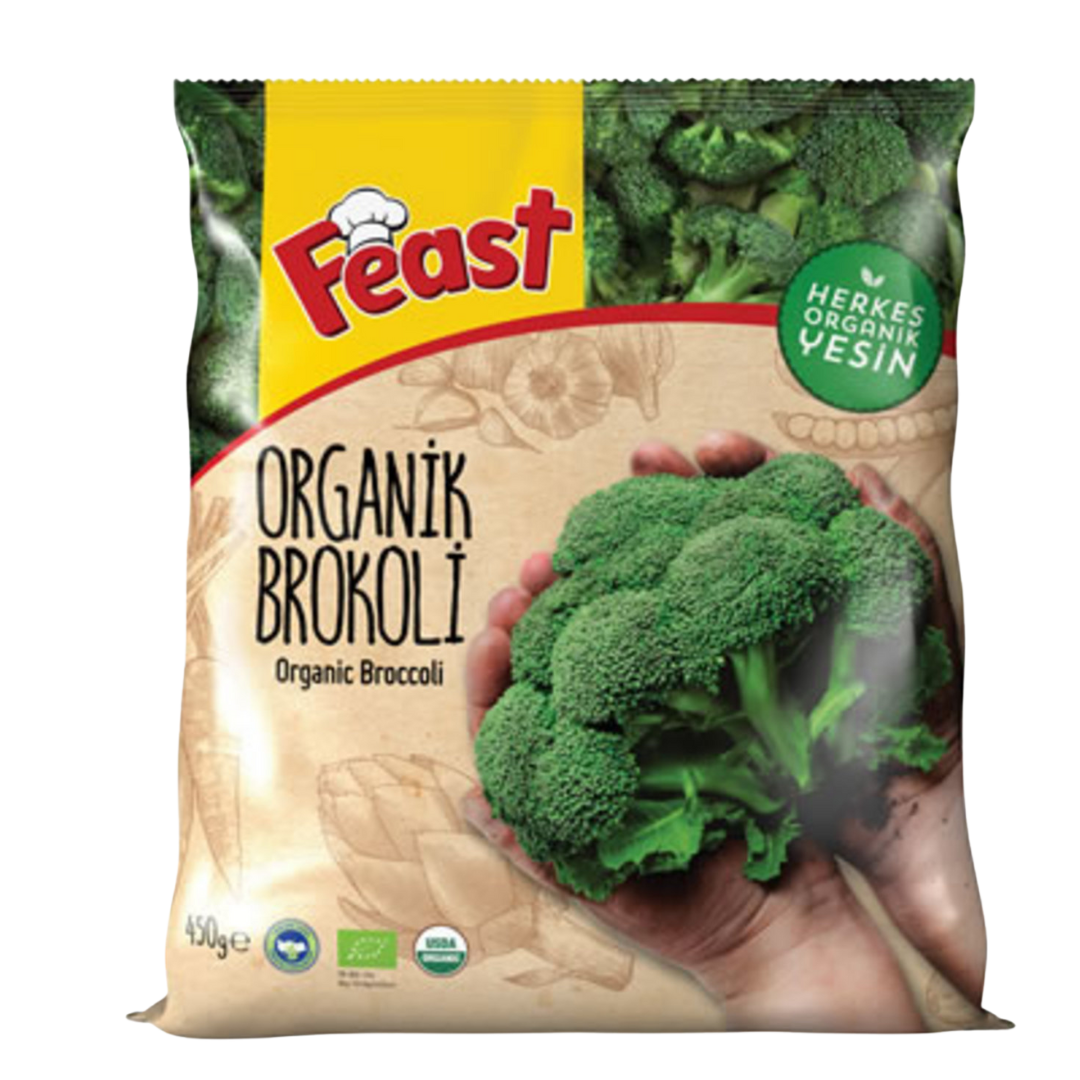 Feast
HERKES
ORGANİK
YESİN
ORGANİK
BROKOLİ
Organic Broccoli
450g℮
USDA
ORGANIC